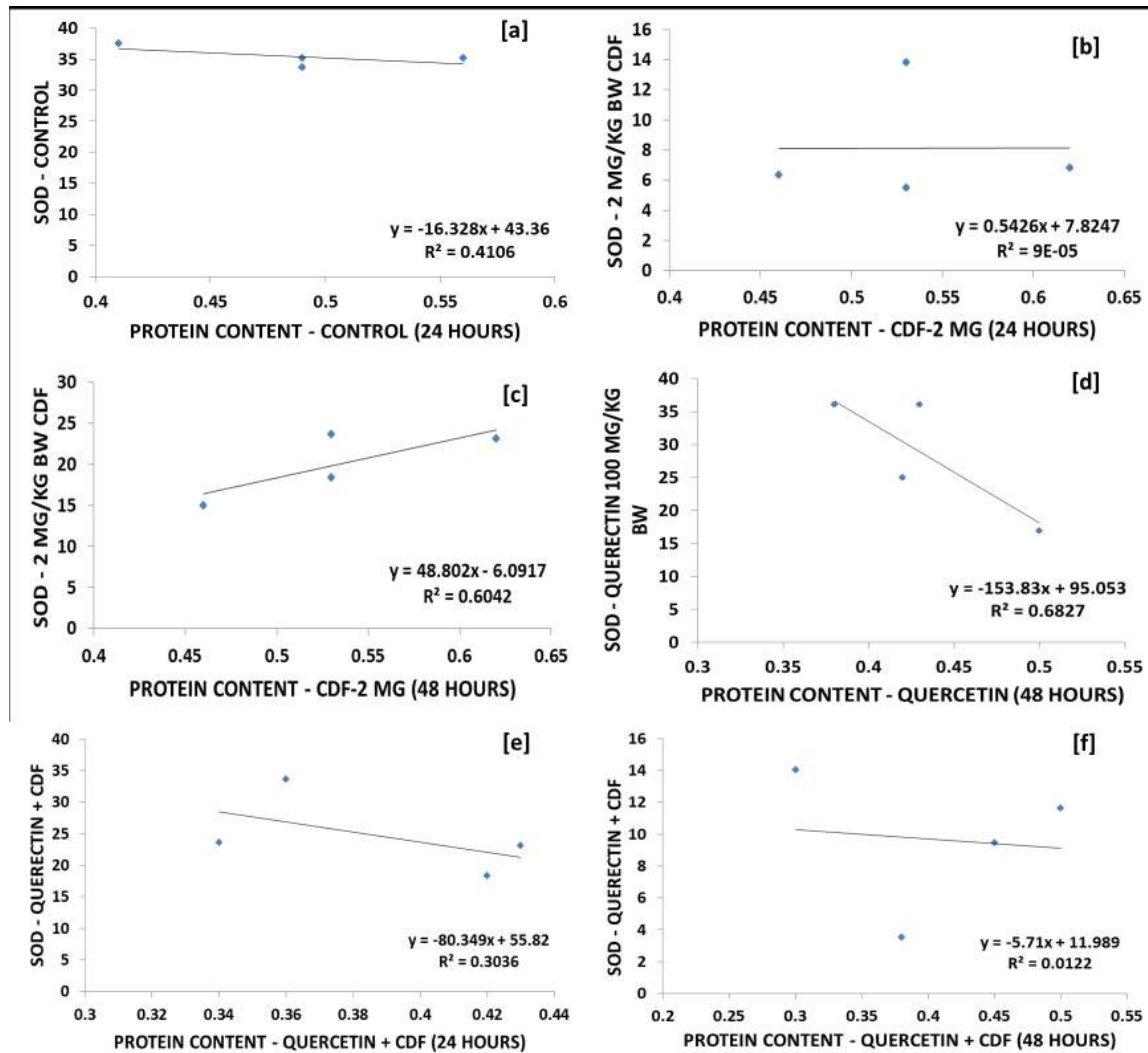 [a]
SOD - CONTROL
40
35
30
25
20
15
10
5
0
y = -16.328x + 43.36
R² = 0.4106
0.4 0.45 0.5 0.55 0.6
PROTEIN CONTENT - CONTROL (24 HOURS)
[b]
SOD - 2 MG/KG BW CDF
16
14
12
10
8
6
4
2
0
y = 0.5426x + 7.8247
R² = 9E-05
0.4 0.45 0.5 0.55 0.6 0.65
PROTEIN CONTENT - CDF-2 MG (24 HOURS)
[c]
SOD - 2 MG/KG BW CDF
30
25
20
15
10
5
0
y = 48.802x - 6.0917
R² = 0.6042
0.4 0.45 0.5 0.55 0.6 0.65
PROTEIN CONTENT - CDF-2 MG (48 HOURS)
[d]
SOD - QUERECTIN 100 MG/KG
BW
40
35
30
25
20
15
10
5
0
y = -153.83x + 95.053
R² = 0.6827
0.3 0.35 0.4 0.45 0.5 0.55
PROTEIN CONTENT - QUERCETIN (48 HOURS)
[e]
SOD - QUERECTIN + CDF
40
35
30
25
20
15
10
5
0
y = -80.349x + 55.82
R² = 0.3036
0.3 0.32 0.34 0.36 0.38 0.4 0.42 0.44
PROTEIN CONTENT - QUERCETIN + CDF (24 HOURS)
[f]
SOD - QUERECTIN + CDF
16
14
12
10
8
6
4
2
0
y = -5.71x + 11.989
R² = 0.0122
0.2 0.25 0.3 0.35 0.4 0.45 0.5 0.55
PROTEIN CONTENT - QUERCETIN + CDF (48 HOURS)